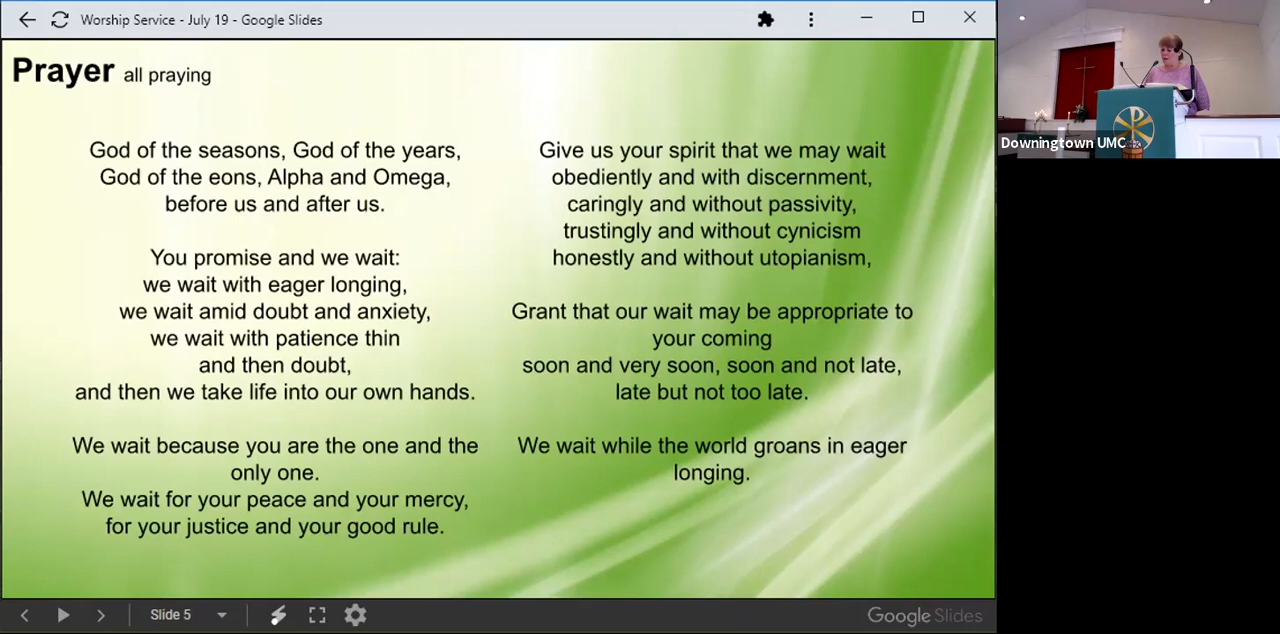 Worship Service - July 19 - Google Slides
Prayer all praying
God of the seasons, God of the years,
God of the eons, Alpha and Omega,
before us and after us.
You promise and we wait:
we wait with eager longing,
we wait amid doubt and anxiety,
we wait with patience thin
and then doubt,
and then we take life into our own hands.
We wait because you are the one and the
only one.
We wait for your peace and your mercy,
for your justice and your good rule.
Give us your spirit that we may wait
obediently and with discernment,
caringly and without passivity,
trustingly and without cynicism
honestly and without utopianism,
Grant that our wait may be appropriate to
your coming
soon and very soon, soon and not late,
late but not too late.
We wait while the world groans in eager
longing.
Slide 5
Google Slides
Downingtown UMC